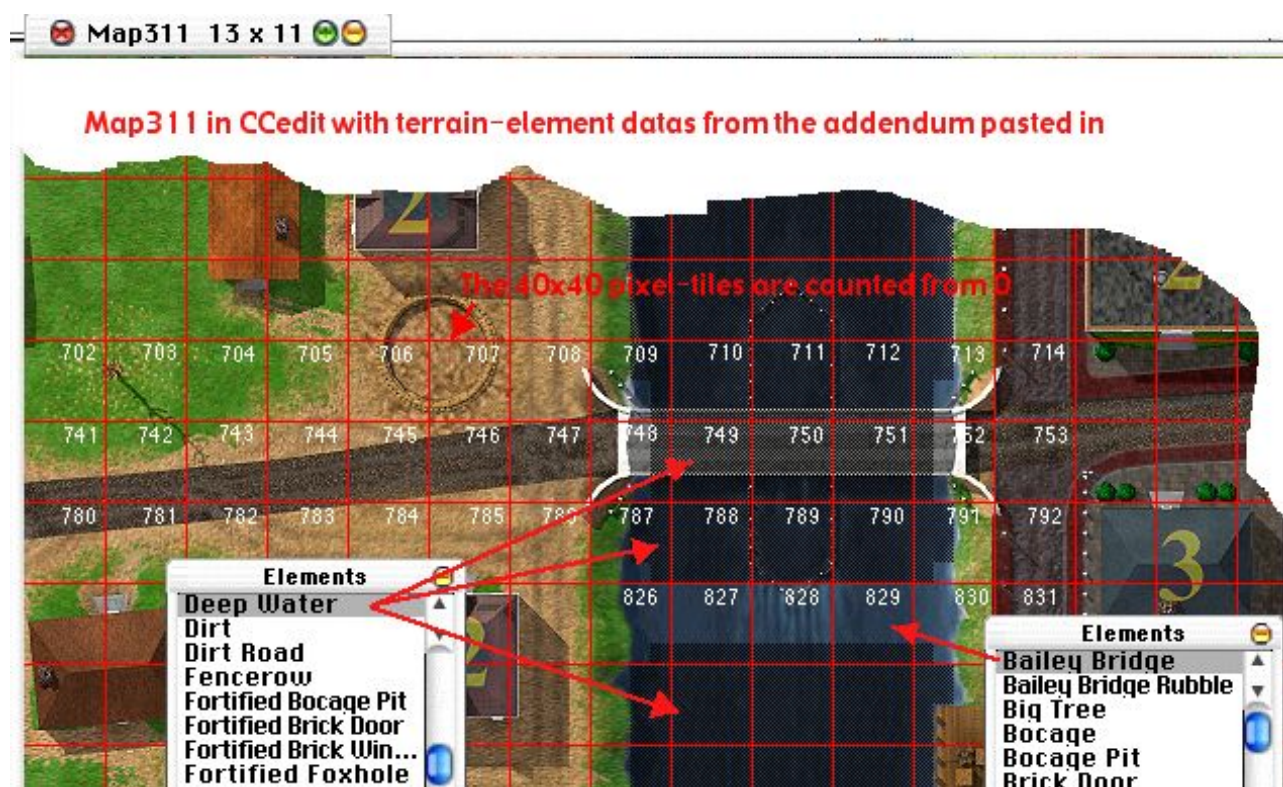 Map311 13 x 11
Map311 in CCedit with terrain-element datas from the addendum pasted in
2
2
The 40x40 pixel-tiles are counted from 0
702 703 704 705 706 707 708 709 710 711 712 713 714
741 742 743 744 745 746 747 748 749 750 751 752 753
780 781 782 783 784 785 786 787 788 789 790 791 792
3
Elements
Deep Water
Dirt
Dirt Road
Fencerow
Fortified Bocage Pit
Fortified Brick Door
Fortified Brick Win...
Fortified Foxhole
2
826 827 828 829 830 831
Elements
Bailey Bridge
Bailey Bridge Rubble
Big Tree
Bocage
Bocage Pit
Brick Door